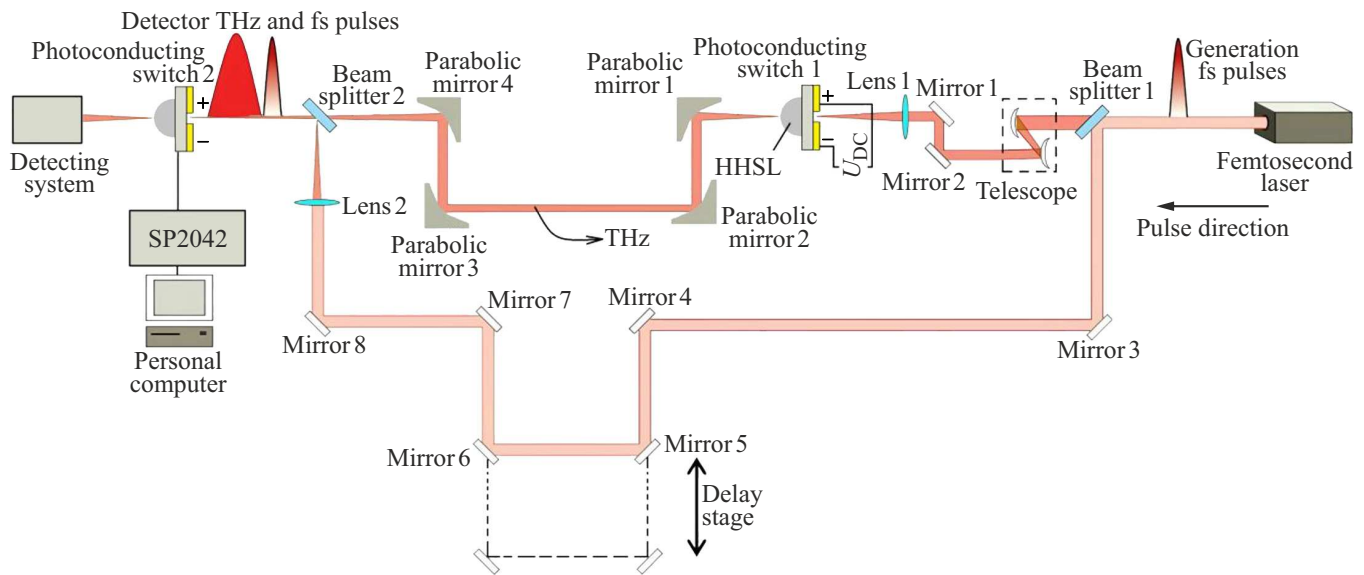 Detector THz and fs pulses
Photoconducting
switch 2
+
−
Beam
splitter 2
Parabolic
mirror 4
Parabolic
mirror 1
Photoconducting
switch 1
+
−
U_DC
HHSL
Lens 1
Mirror 1
Mirror 2
Telescope
Beam
splitter 1
Generation
fs pulses
Femtosecond
laser
Pulse direction
Detecting
system
SP2042
Personal
computer
Lens 2
Parabolic
mirror 3
THz
Parabolic
mirror 2
Mirror 8
Mirror 7
Mirror 4
Mirror 3
Mirror 6
Mirror 5
Delay
stage